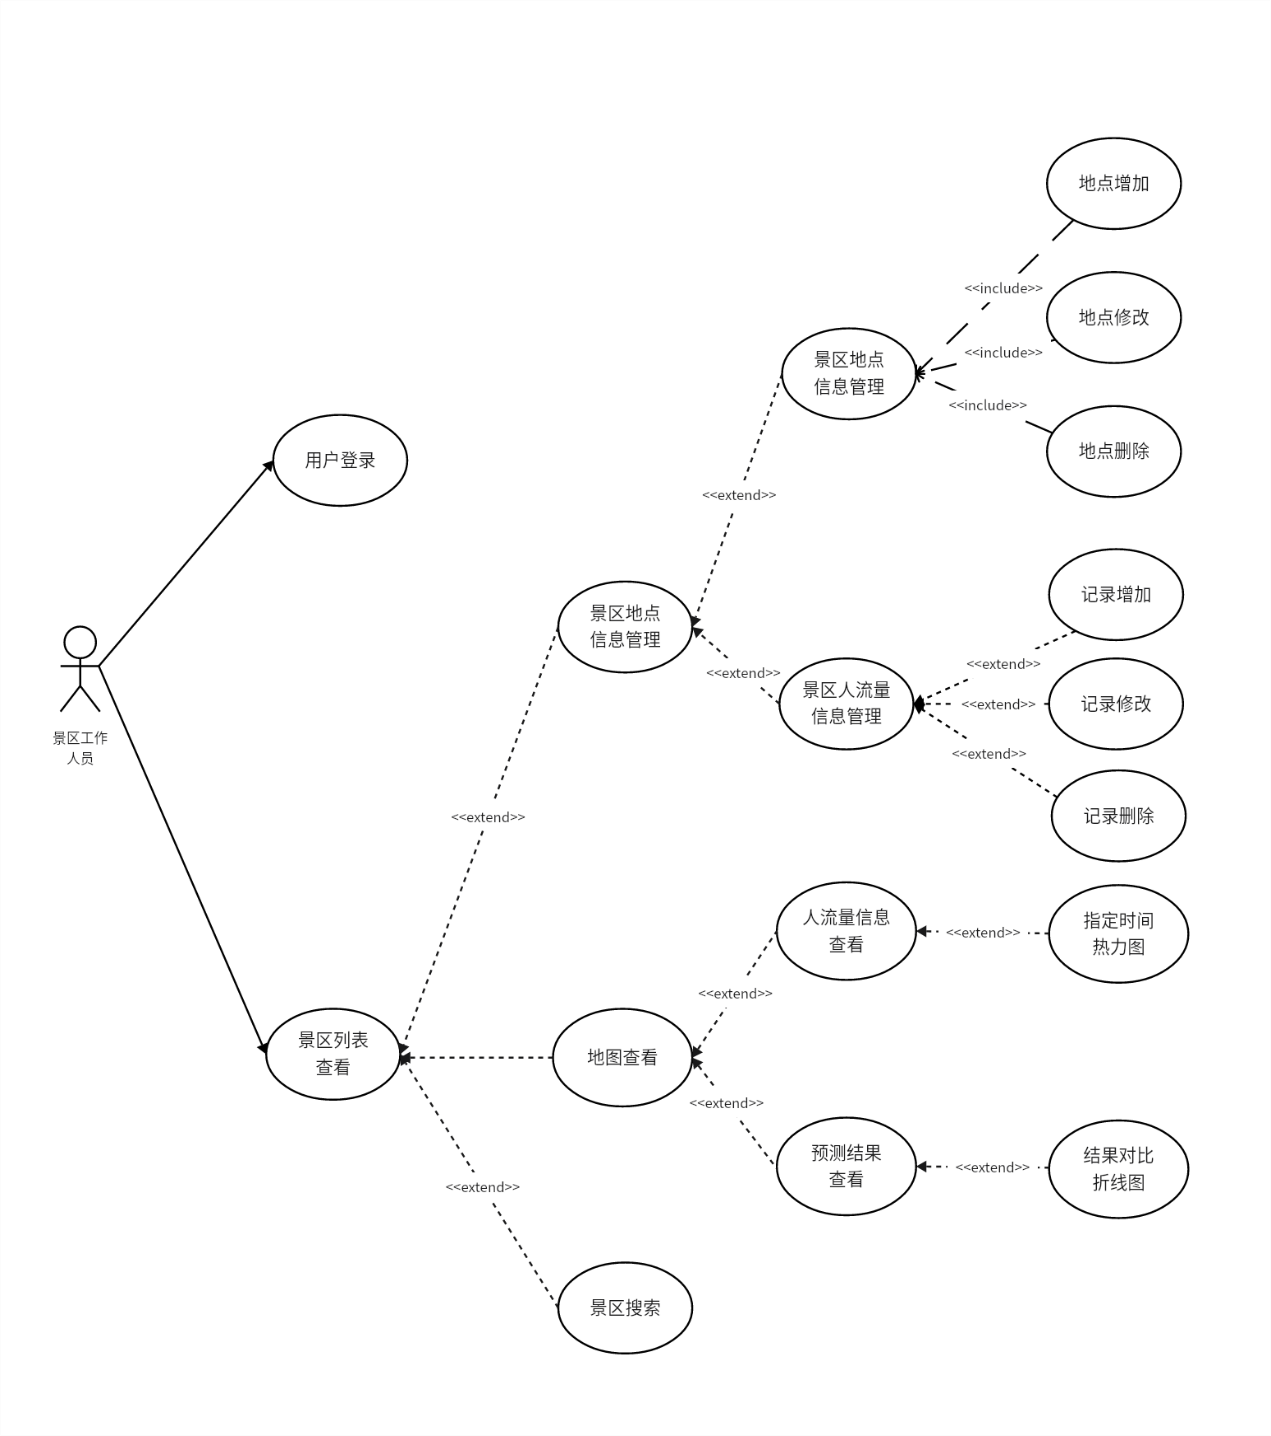 地点增加
<<include>>
地点修改
<<include>>
景区地点
信息管理
<<include>>
地点删除
用户登录
<<extend>>
记录增加
景区地点
信息管理
<<extend>>
<<extend>>
景区人流量
信息管理
<<extend>>
记录修改
景区工作
人员
<<extend>>
记录删除
<<extend>>
人流量信息
查看
<<extend>>
指定时间
热力图
<<extend>>
景区列表
查看
地图查看
<<extend>>
预测结果
查看
<<extend>>
结果对比
折线图
<<extend>>
景区搜索